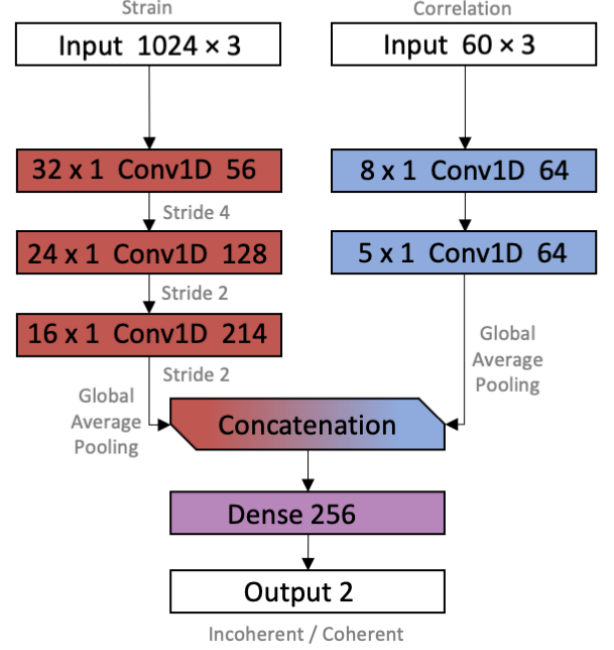 Strain
Input 1024 × 3
32 x 1 Conv1D 56
Stride 4
24 x 1 Conv1D 128
Stride 2
16 x 1 Conv1D 214
Stride 2
Global
Average
Pooling
Correlation
Input 60 × 3
8 x 1 Conv1D 64
5 x 1 Conv1D 64
Global
Average
Pooling
Concatenation
Dense 256
Output 2
Incoherent / Coherent